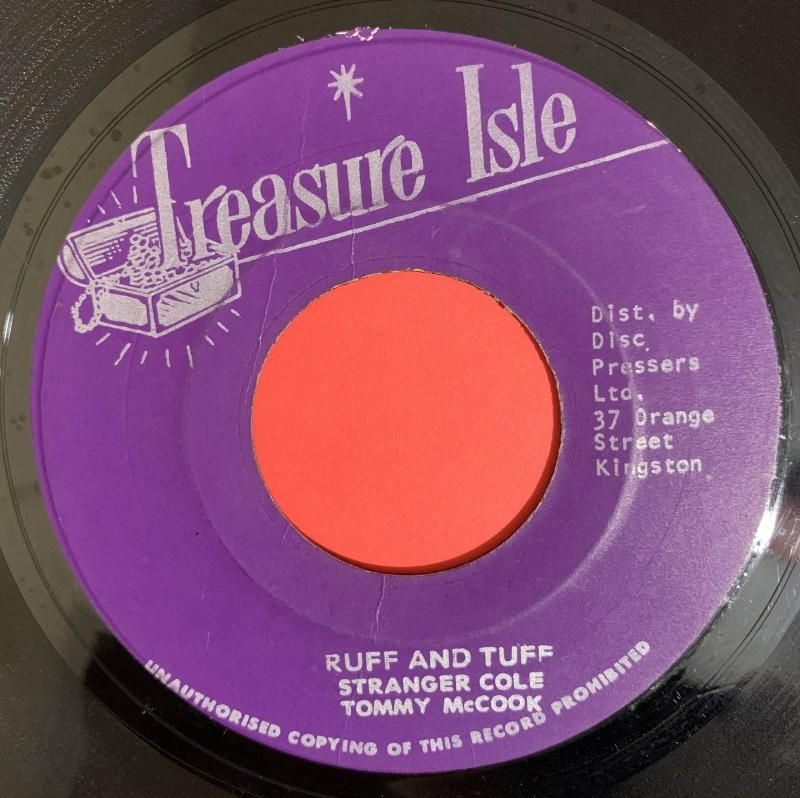 Treasure Isle
Dist. by
Disc.
Pressers
Ltd.
37 Orange
Street
Kingston
RUFF AND TUFF
STRANGER COLE
TOMMY McCOOK
UNAUTHORISED COPYING OF THIS RECORD PROHIBITED